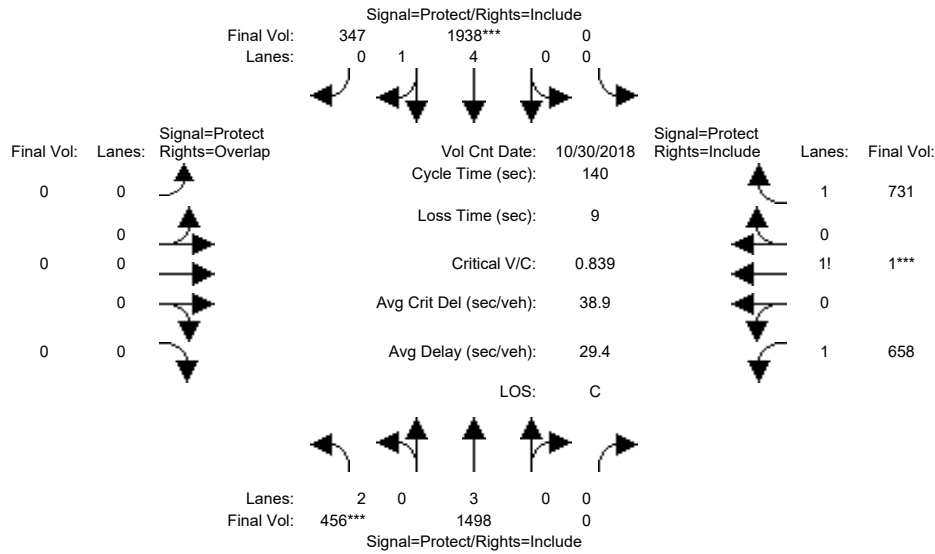 Signal=Protect/Rights=Include
Final Vol: 347 1938*** 0
Lanes: 0 1 4 0 0
Signal=Protect
Final Vol: Lanes: Rights=Overlap
Vol Cnt Date: 10/30/2018
Signal=Protect
Rights=Include Lanes: Final Vol:
Cycle Time (sec): 140
0 0
1 731
Loss Time (sec): 9
0
0
0 0
Critical V/C: 0.839
1! 1***
0
Avg Crit Del (sec/veh): 38.9
0
0 0
Avg Delay (sec/veh): 29.4
1 658
LOS: C
Lanes: 2 0 3 0 0
Final Vol: 456*** 1498 0
Signal=Protect/Rights=Include